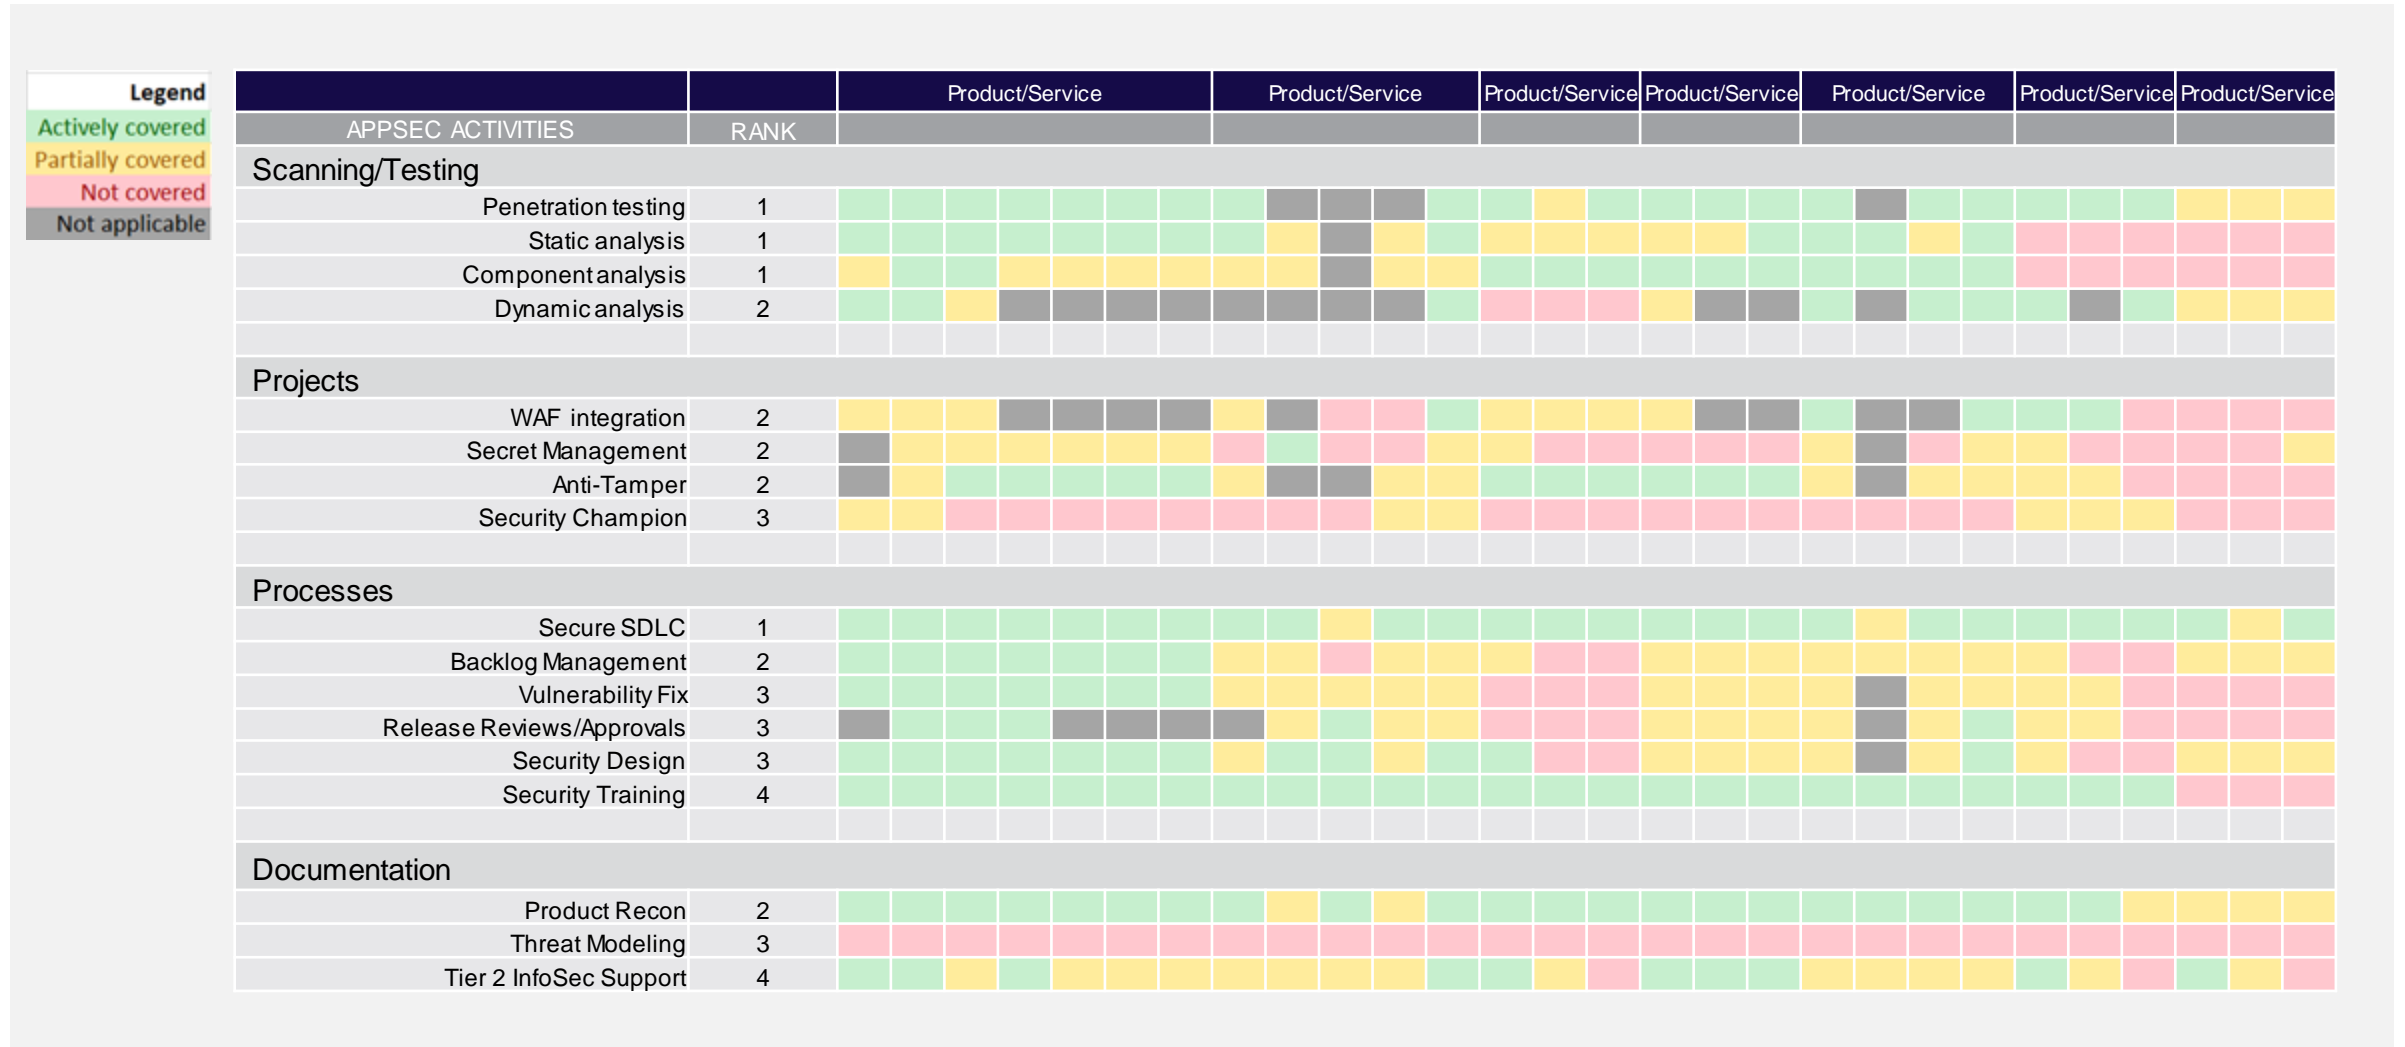 Legend
Actively covered
Partially covered
Not covered
Not applicable
Product/Service Product/Service Product/Service Product/Service Product/Service Product/Service Product/Service
APPSEC ACTIVITIES RANK
Scanning/Testing
Penetration testing 1
Static analysis 1
Component analysis 1
Dynamic analysis 2
Projects
WAF integration 2
Secret Management 2
Anti-Tamper 2
Security Champion 3
Processes
Secure SDLC 1
Backlog Management 2
Vulnerability Fix 3
Release Reviews/Approvals 3
Security Design 3
Security Training 4
Documentation
Product Recon 2
Threat Modeling 3
Tier 2 InfoSec Support 4